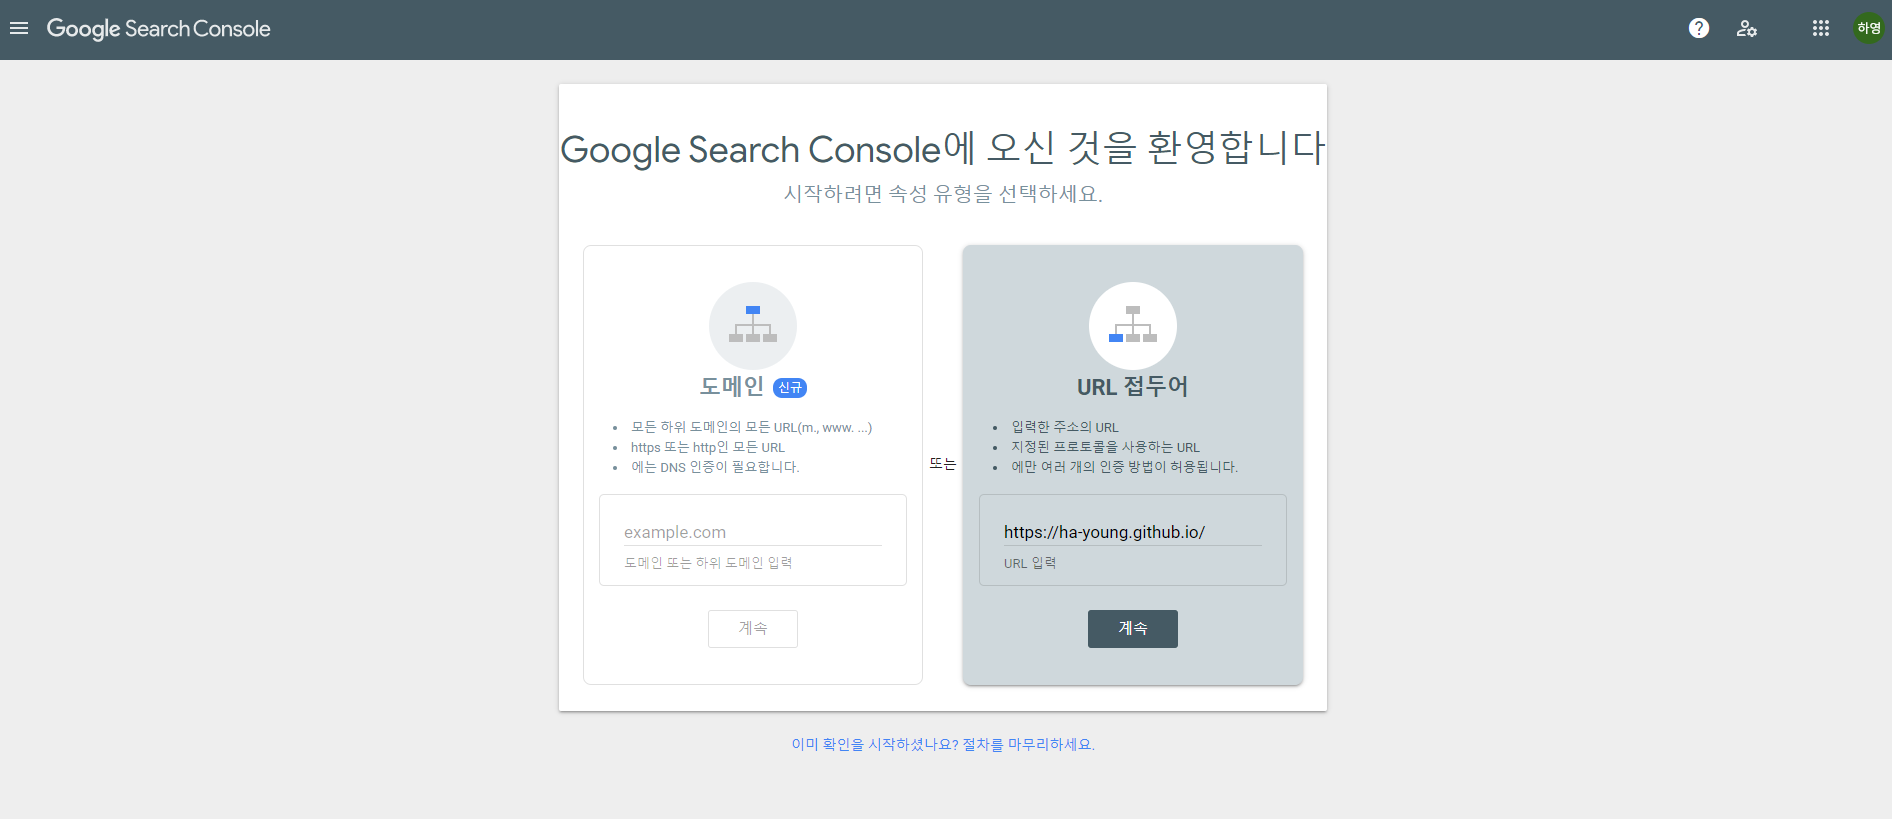 Google Search Console
하영
Google Search Console에 오신 것을 환영합니다
시작하려면 속성 유형을 선택하세요.
도메인 신규
모든 하위 도메인의 모든 URL(m., www. ...)
https 또는 http인 모든 URL
에는 DNS 인증이 필요합니다.
example.com
도메인 또는 하위 도메인 입력
계속
또는
URL 접두어
입력한 주소의 URL
지정된 프로토콜을 사용하는 URL
에만 여러 개의 인증 방법이 허용됩니다.
https://ha-young.github.io/
URL 입력
계속
이미 확인을 시작하셨나요? 절차를 마무리하세요.